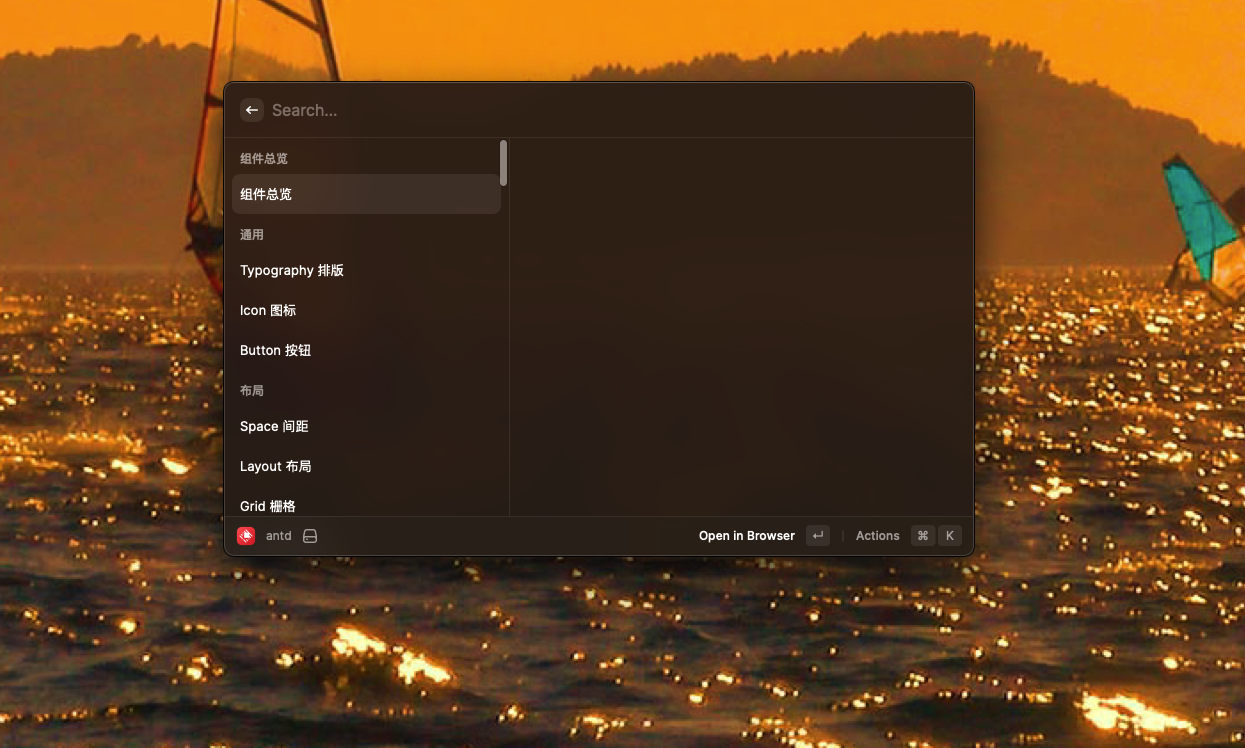 Search...
组件总览
组件总览
通用
Typography 排版
Icon 图标
Button 按钮
布局
Space 间距
Layout 布局
Grid 栅格
antd
Open in Browser ↵
Actions ⌘ K